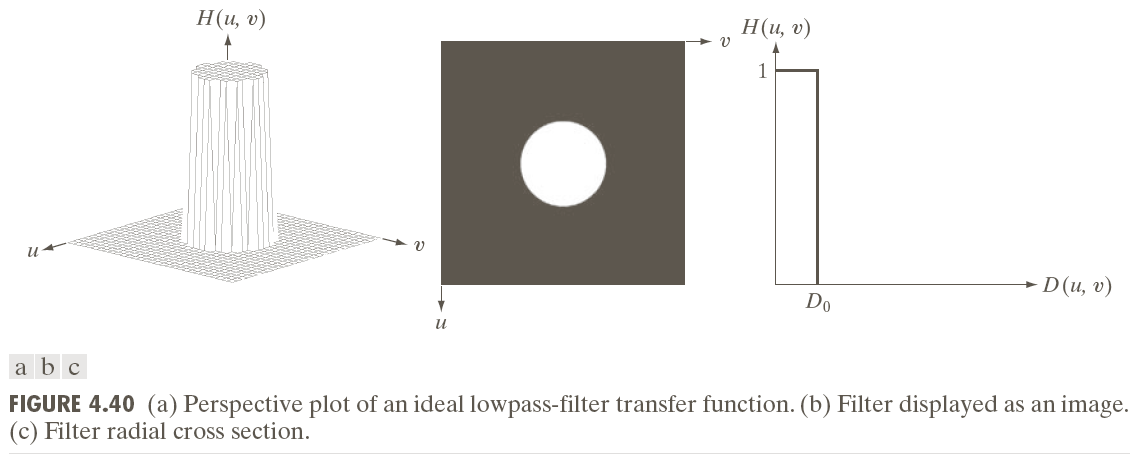 H(u, v)
u
v
v
u
H(u, v)
1
D₀
D(u, v)
a b c
FIGURE 4.40 (a) Perspective plot of an ideal lowpass-filter transfer function. (b) Filter displayed as an image.
(c) Filter radial cross section.